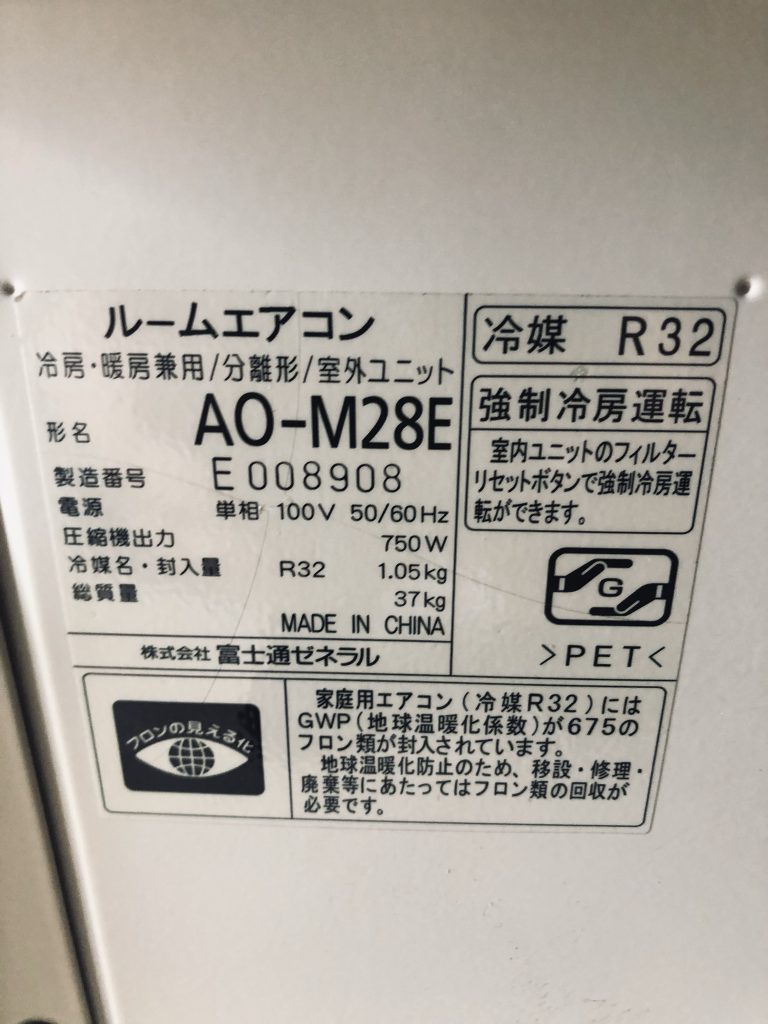 ルームエアコン
冷房・暖房兼用/分離形/室外ユニット
形名 AO-M28E
製造番号 E008908
電源 単相 100V 50/60Hz
圧縮機出力 750W
冷媒名・封入量 R32 1.05kg
総質量 37kg
MADE IN CHINA
株式会社 富士通ゼネラル
冷媒 R32
強制冷房運転
室内ユニットのフィルター
リセットボタンで強制冷房運
転ができます。
G
>PET<
フロンの見える化
家庭用エアコン(冷媒R32)には
GWP(地球温暖化係数)が675の
フロン類が封入されています。
地球温暖化防止のため、移設・修理・
廃棄等にあたってはフロン類の回収が
必要です。